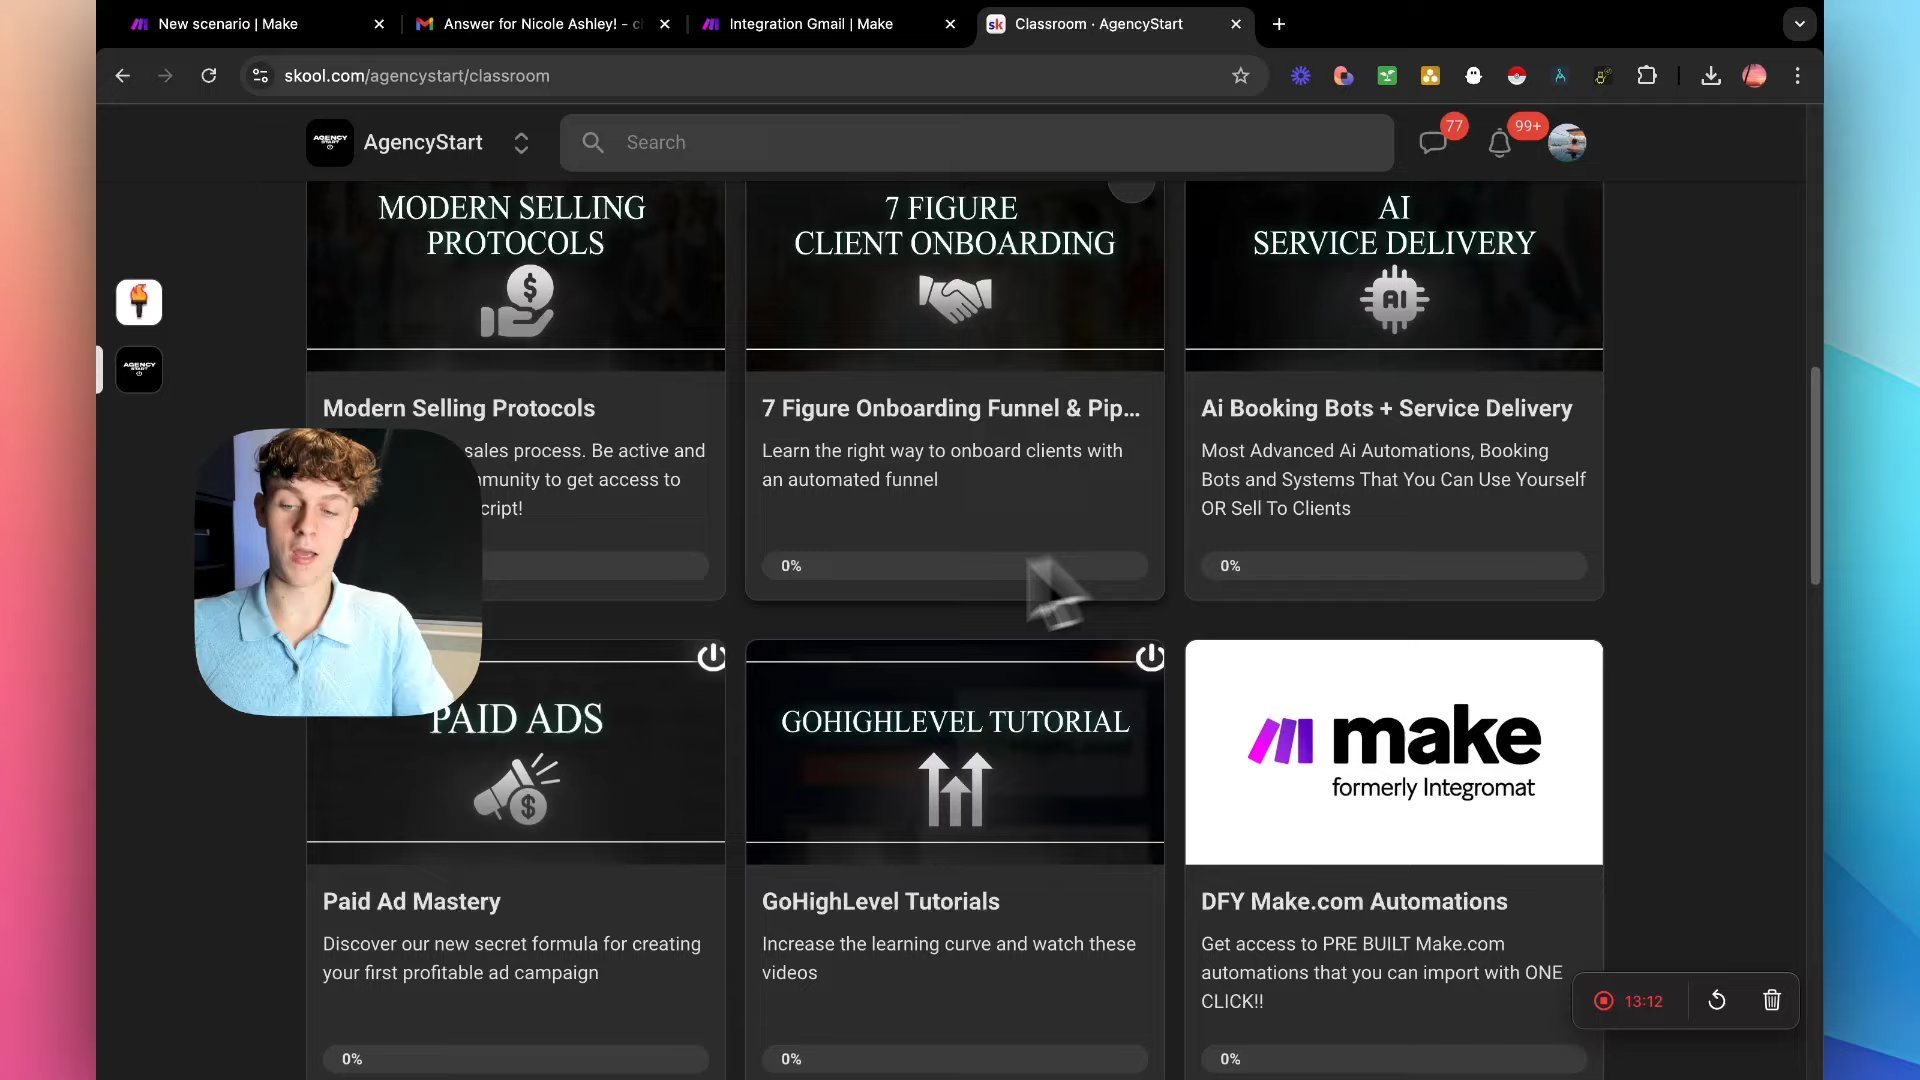 New scenario | Make
Answer for Nicole Ashley! - c
Integration Gmail | Make
sk
Classroom · AgencyStart
skool.com/agencystart/classroom
AGENCY
START
AgencyStart
Search
77
99+
MODERN SELLING
PROTOCOLS
7 FIGURE
CLIENT ONBOARDING
AI
SERVICE DELIVERY
AI
AGENCY
START
Modern Selling Protocols
sales process. Be active and
mmunity to get access to
cript!
7 Figure Onboarding Funnel & Pip...
Learn the right way to onboard clients with
an automated funnel
0%
Ai Booking Bots + Service Delivery
Most Advanced Ai Automations, Booking
Bots and Systems That You Can Use Yourself
OR Sell To Clients
0%
PAID ADS
GOHIGHLEVEL TUTORIAL
make
formerly Integromat
Paid Ad Mastery
Discover our new secret formula for creating
your first profitable ad campaign
0%
GoHighLevel Tutorials
Increase the learning curve and watch these
videos
0%
DFY Make.com Automations
Get access to PRE BUILT Make.com
automations that you can import with ONE
CLICK!!
0%
13:12